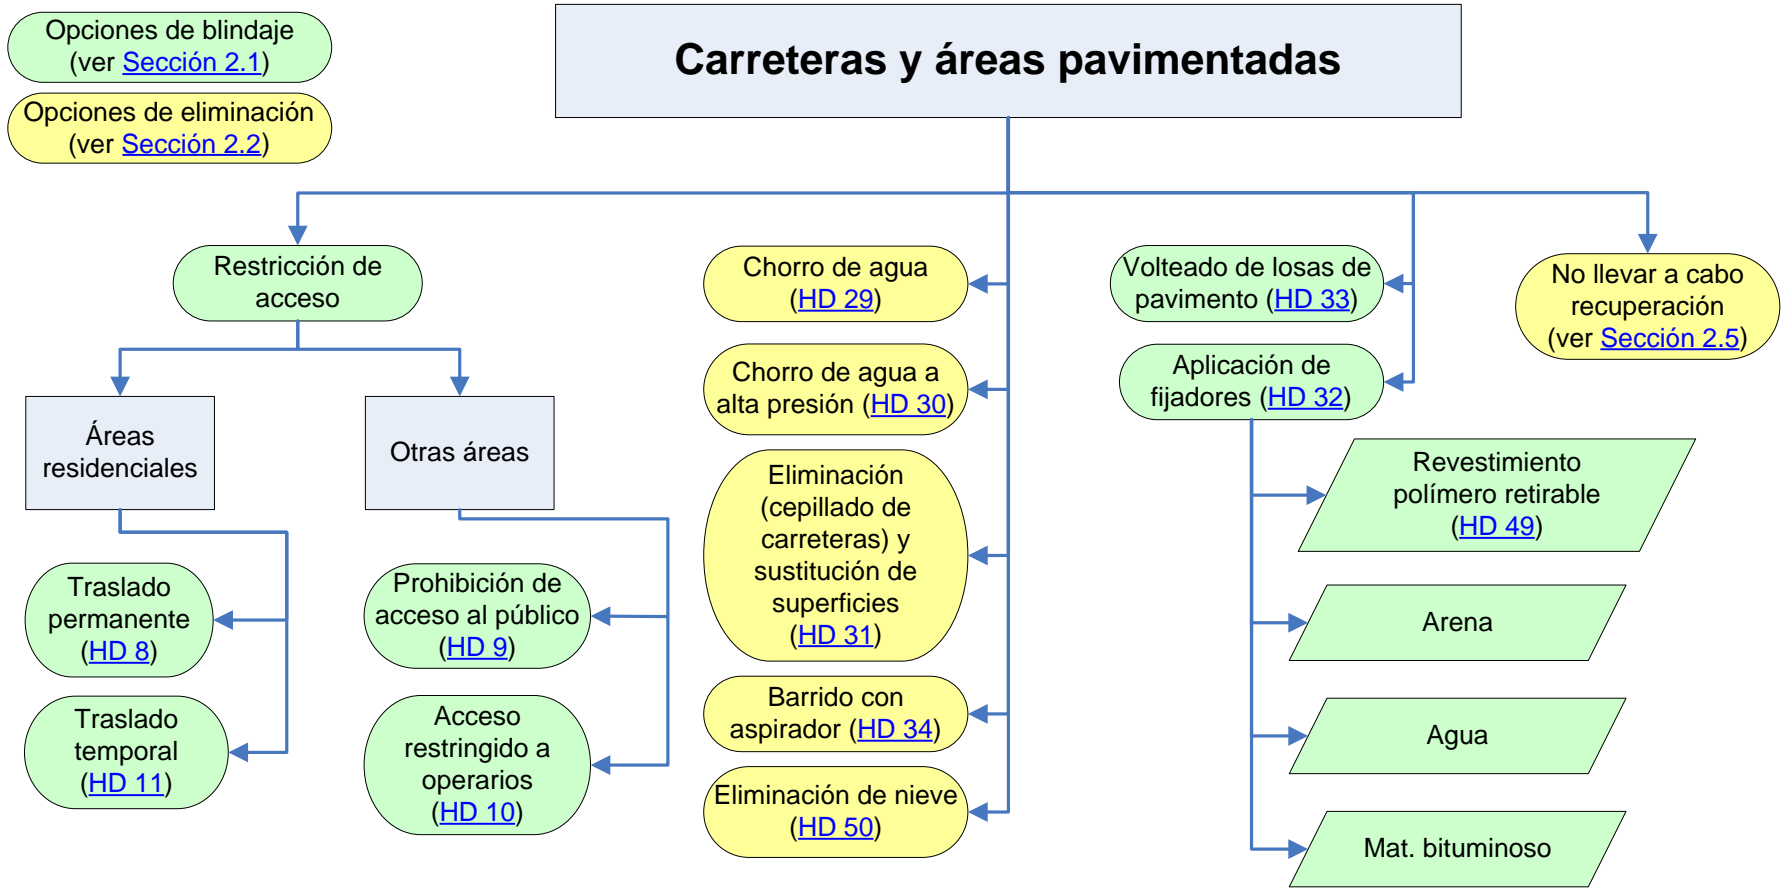 Opciones de blindaje
(ver Sección 2.1)
Opciones de eliminación
(ver Sección 2.2)
Carreteras y áreas pavimentadas
Restricción de
acceso
Áreas
residenciales
Otras áreas
Traslado
permanente
(HD 8)
Traslado
temporal
(HD 11)
Prohibición de
acceso al público
(HD 9)
Acceso
restringido a
operarios
(HD 10)
Chorro de agua
(HD 29)
Chorro de agua a
alta presión (HD 30)
Eliminación
(cepillado de
carreteras) y
sustitución de
superficies
(HD 31)
Barrido con
aspirador (HD 34)
Eliminación de nieve
(HD 50)
Volteado de losas de
pavimento (HD 33)
Aplicación de
fijadores (HD 32)
Revestimiento
polímero retirable
(HD 49)
Arena
Agua
Mat. bituminoso
No llevar a cabo
recuperación
(ver Sección 2.5)